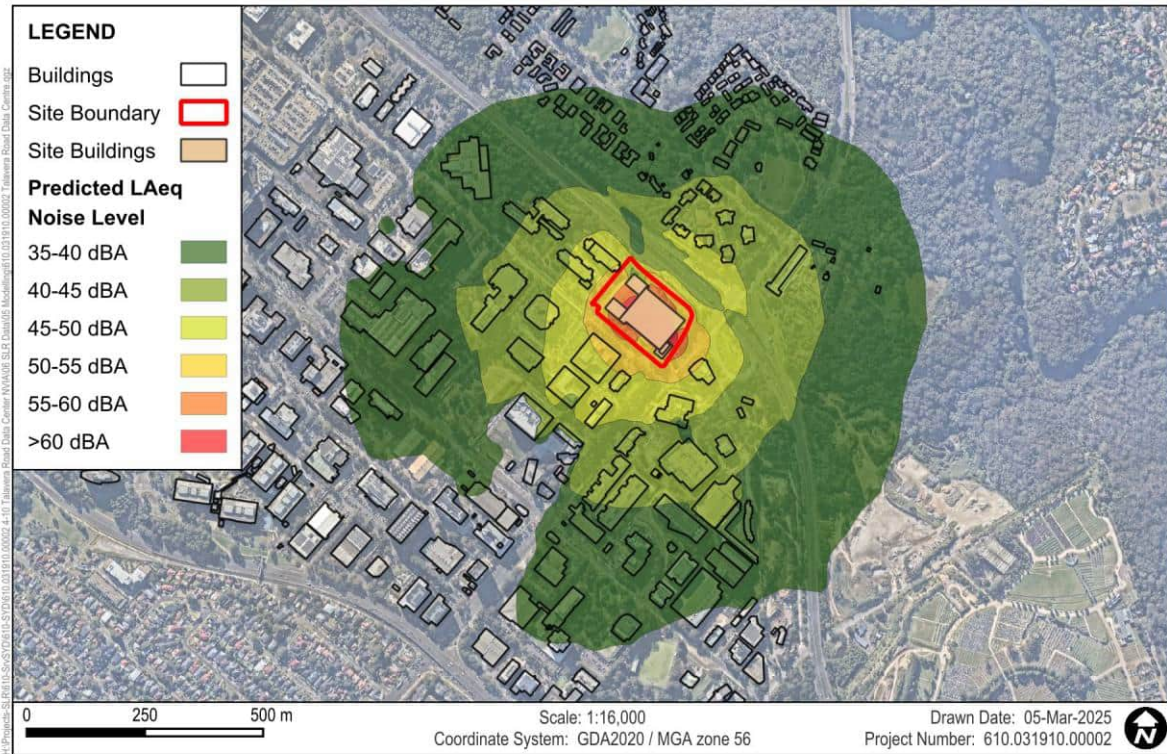 LEGEND
Buildings
Site Boundary
Site Buildings
Predicted LAeq
Noise Level
35-40 dBA
40-45 dBA
45-50 dBA
50-55 dBA
55-60 dBA
>60 dBA
0 250 500 m
Scale: 1:16,000
Coordinate System: GDA2020 / MGA zone 56
Drawn Date: 05-Mar-2025
Project Number: 610.031910.00002
N